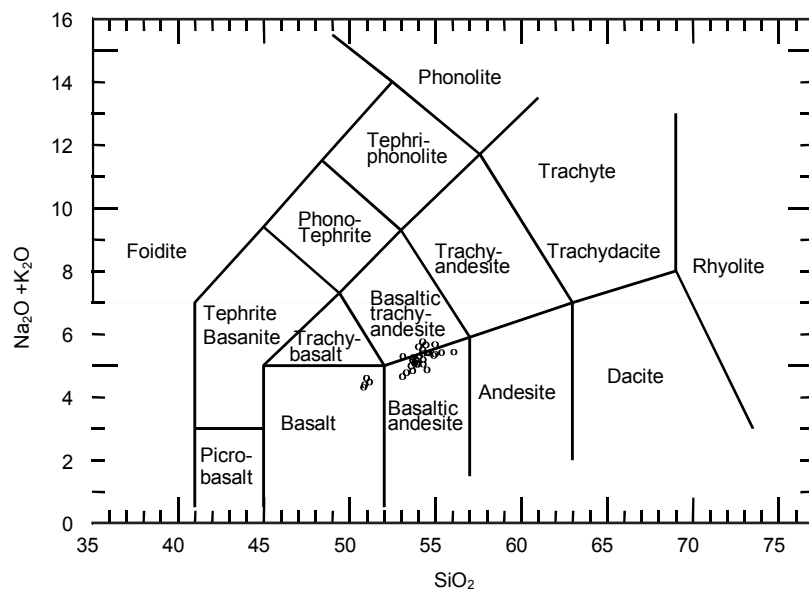 16
14
12
10
8
6
4
2
0
Na₂O +K₂O
Phonolite
Tephri-
phonolite
Trachyte
Phono-
Tephrite
Foidite
Trachy-
andesite
Trachydacite
Rhyolite
Basaltic
trachy-
andesite
Tephrite
Basanite
Trachy-
basalt
Dacite
Andesite
Basalt
Basaltic
andesite
Picro-
basalt
35 40 45 50 55 60 65 70 75
SiO₂